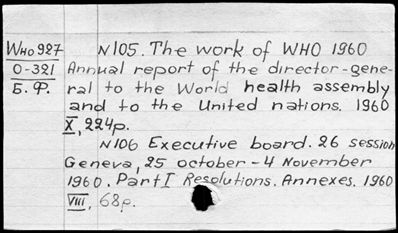 WHO927 N105. The work of WHO 1960
0-321 Annual report of the director-gene-
Б. Ф. ral to the World health assembly
and to the United nations. 1960
X, 224p.
N106 Executive board. 26 session
Geneva, 25 october - 4 November
1960. Part I Resolutions. Annexes. 1960
VIII, 68p.